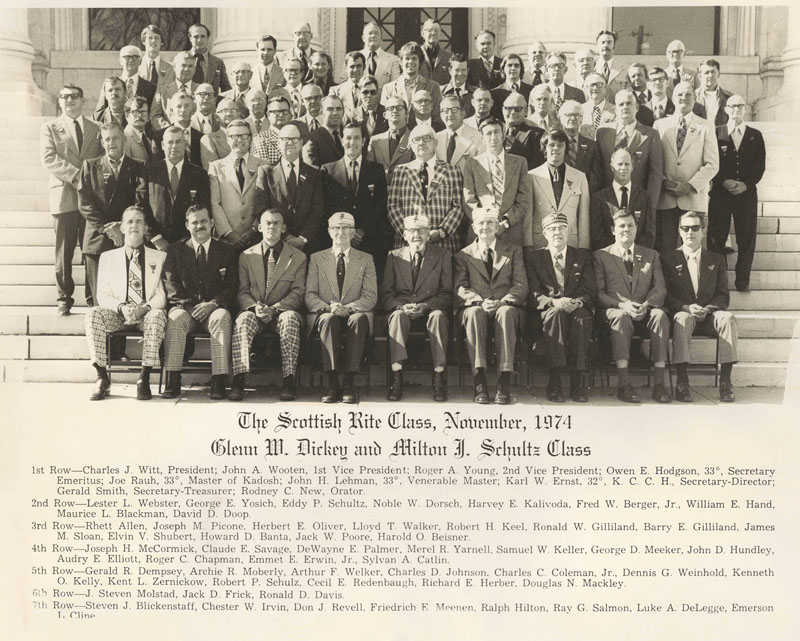 The Scottish Rite Class, November, 1974
Glenn W. Dickey and Milton J. Schultz Class
1st Row—Charles J. Witt, President; John A. Wooten, 1st Vice President; Roger A. Young, 2nd Vice President; Owen E. Hodgson, 33°, Secretary
Emeritus; Joe Rauh, 33°, Master of Kadosh; John H. Lehman, 33°, Venerable Master; Karl W. Ernst, 32°, K. C. C. H., Secretary-Director;
Gerald Smith, Secretary-Treasurer; Rodney C. New, Orator.
2nd Row—Lester L. Webster, George E. Yosich, Eddy P. Schultz, Noble W. Dorsch, Harvey E. Kalivoda, Fred W. Berger, Jr., William E. Hand,
Maurice L. Blackman, David D. Doop.
3rd Row—Rhett Allen, Joseph M. Picone, Herbert E. Oliver, Lloyd T. Walker, Robert H. Keel, Ronald W. Gilliland, Barry E. Gilliland, James
M. Sloan, Elvin V. Shubert, Howard D. Banta, Jack W. Poore, Harold O. Beisner.
4th Row—Joseph H. McCormick, Claude E. Savage, DeWayne E. Palmer, Merel R. Yarnell, Samuel W. Keller, George D. Meeker, John D. Hundley,
Audry E. Elliott, Roger C. Chapman, Emmet E. Erwin, Jr., Sylvan A. Catlin.
5th Row—Gerald R. Dempsey, Archie R. Moberly, Arthur F. Welker, Charles D. Johnson, Charles C. Coleman, Jr., Dennis G. Weinhold, Kenneth
O. Kelly, Kent L. Zernickow, Robert P. Schulz, Cecil E. Redenbaugh, Richard E. Herber, Douglas N. Mackley.
6th Row—J. Steven Molstad, Jack D. Frick, Ronald D. Davis.
7th Row—Steven J. Blickenstaff, Chester W. Irvin, Don J. Revell, Friedrich E. Meenen, Ralph Hilton, Ray G. Salmon, Luke A. DeLegge, Emerson
L. Cline.